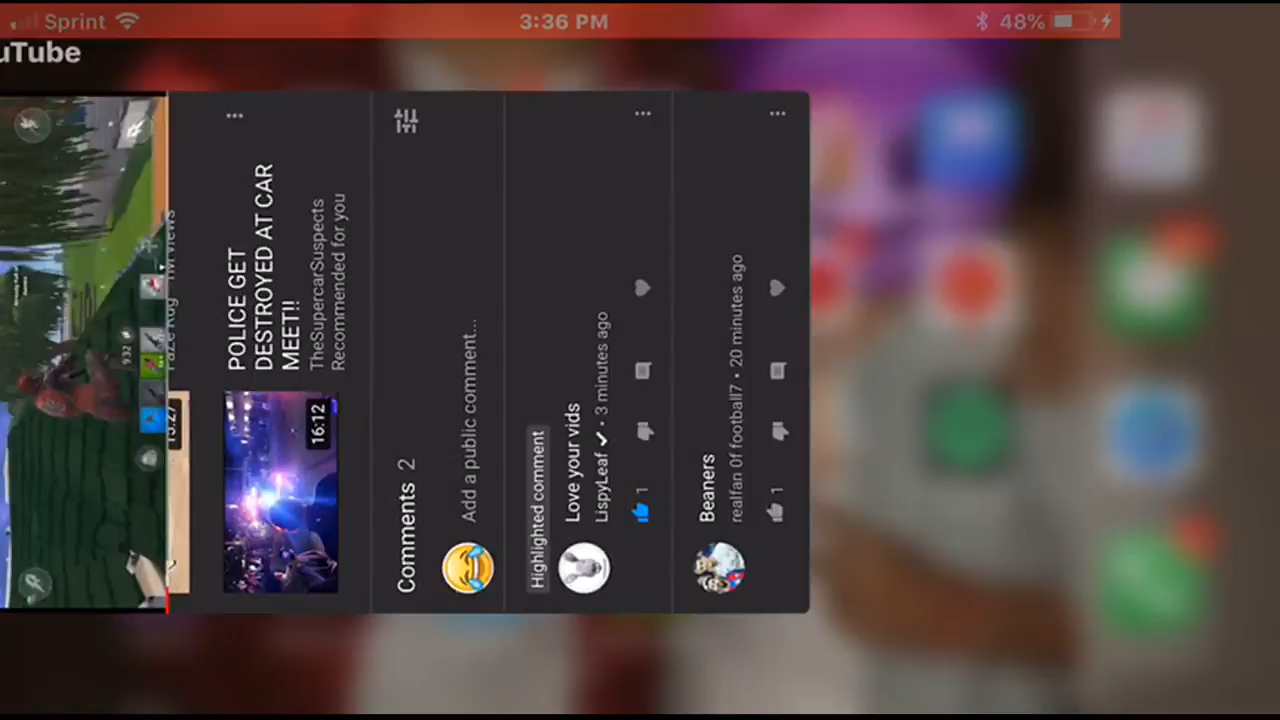 Sprint
3:36 PM
48%
uTube
932
views
POLICE GET
DESTROYED AT CAR
MEET!!
TheSupercarSuspects
Recommended for you
16:12
Comments 2
Add a public comment...
Highlighted comment
Love your vids
LispyLeaf ✔ • 3 minutes ago
1
Beaners
realfan 0f football7 • 20 minutes ago
1